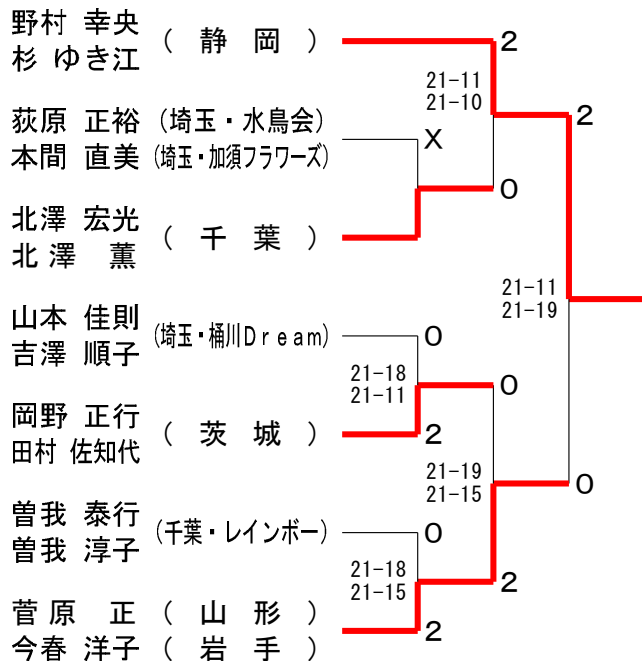 野村 幸央
杉 ゆき江
( 静 岡 )
2
21-11
21-10
2
荻原 正裕 (埼玉・水鳥会)
本間 直美 (埼玉・加須フラワーズ)
X
0
北澤 宏光
北澤 薫
( 千 葉 )
21-11
21-19
山本 佳則
吉澤 順子
(埼玉・桶川Dream)
0
21-18
21-11
0
岡野 正行
田村 佐知代
( 茨 城 )
2
21-19
21-15
0
曽我 泰行
曽我 淳子
(千葉・レインボー)
0
21-18
21-15
2
菅原 正 ( 山 形 )
今春 洋子 ( 岩 手 )
2